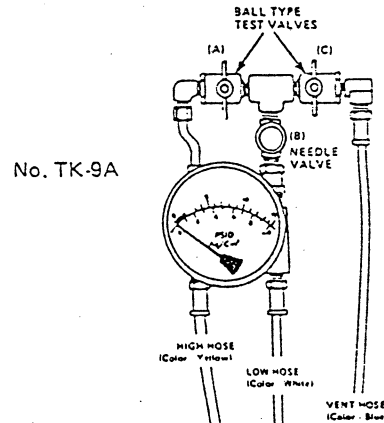 BALL TYPE
TEST VALVES
(A)
(C)
(B)
NEEDLE
VALVE
No. TK-9A
PSID
HIGH HOSE
(Color - Yellow)
LOW HOSE
(Color - White)
VENT HOSE
(Color - Blue